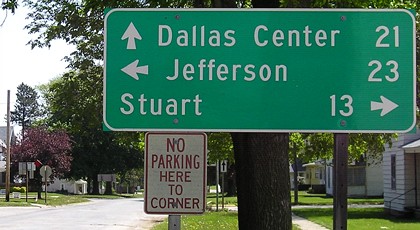 Dallas Center 21
Jefferson 23
Stuart 13
NO
PARKING
HERE
TO
CORNER